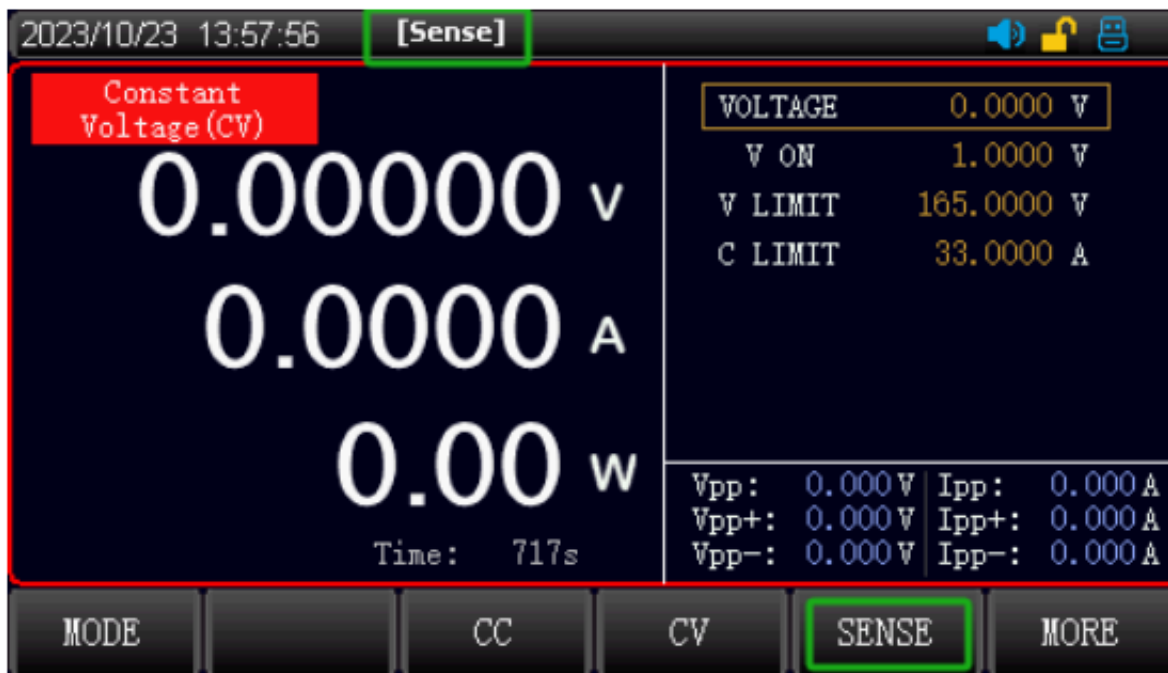 2023/10/23 13:57:56 [Sense]
Constant
Voltage(CV)
0.00000 V
0.0000 A
0.00 W
Time: 717s
VOLTAGE 0.0000 V
V ON 1.0000 V
V LIMIT 165.0000 V
C LIMIT 33.0000 A
Vpp: 0.000 V Ipp: 0.000 A
Vpp+: 0.000 V Ipp+: 0.000 A
Vpp-: 0.000 V Ipp-: 0.000 A
MODE CC CV SENSE MORE